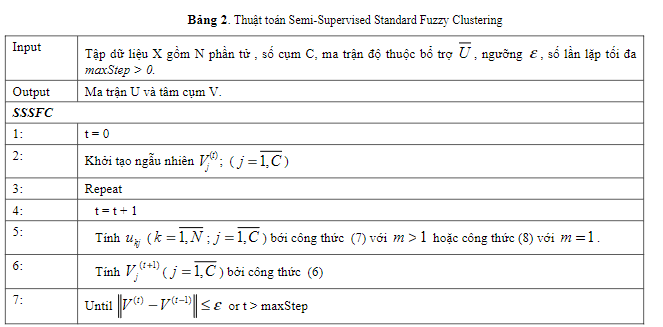 Bảng 2. Thuật toán Semi-Supervised Standard Fuzzy Clustering
Input
Tập dữ liệu X gồm N phần tử , số cụm C, ma trận độ thuộc bổ trợ $\overline{U}$ , ngưỡng ε , số lần lặp tối đa
maxStep > 0.
Output
Ma trận U và tâm cụm V.
SSSFC
1:
t = 0
2:
Khởi tạo ngẫu nhiên $V_j^{(t)}$; ( $j = \overline{1,C}$ )
3:
Repeat
4:
t = t + 1
5:
Tính $u_{kj}$ ( $k = \overline{1,N}$ ; $j = \overline{1,C}$ ) bởi công thức (7) với m > 1 hoặc công thức (8) với m = 1 .
6:
Tính $V_j^{(t+1)}$ ( $j = \overline{1,C}$ ) bởi công thức (6)
7:
Until $\left\|V^{(t)} - V^{(t-1)}\right\| \leq \varepsilon$ or t > maxStep